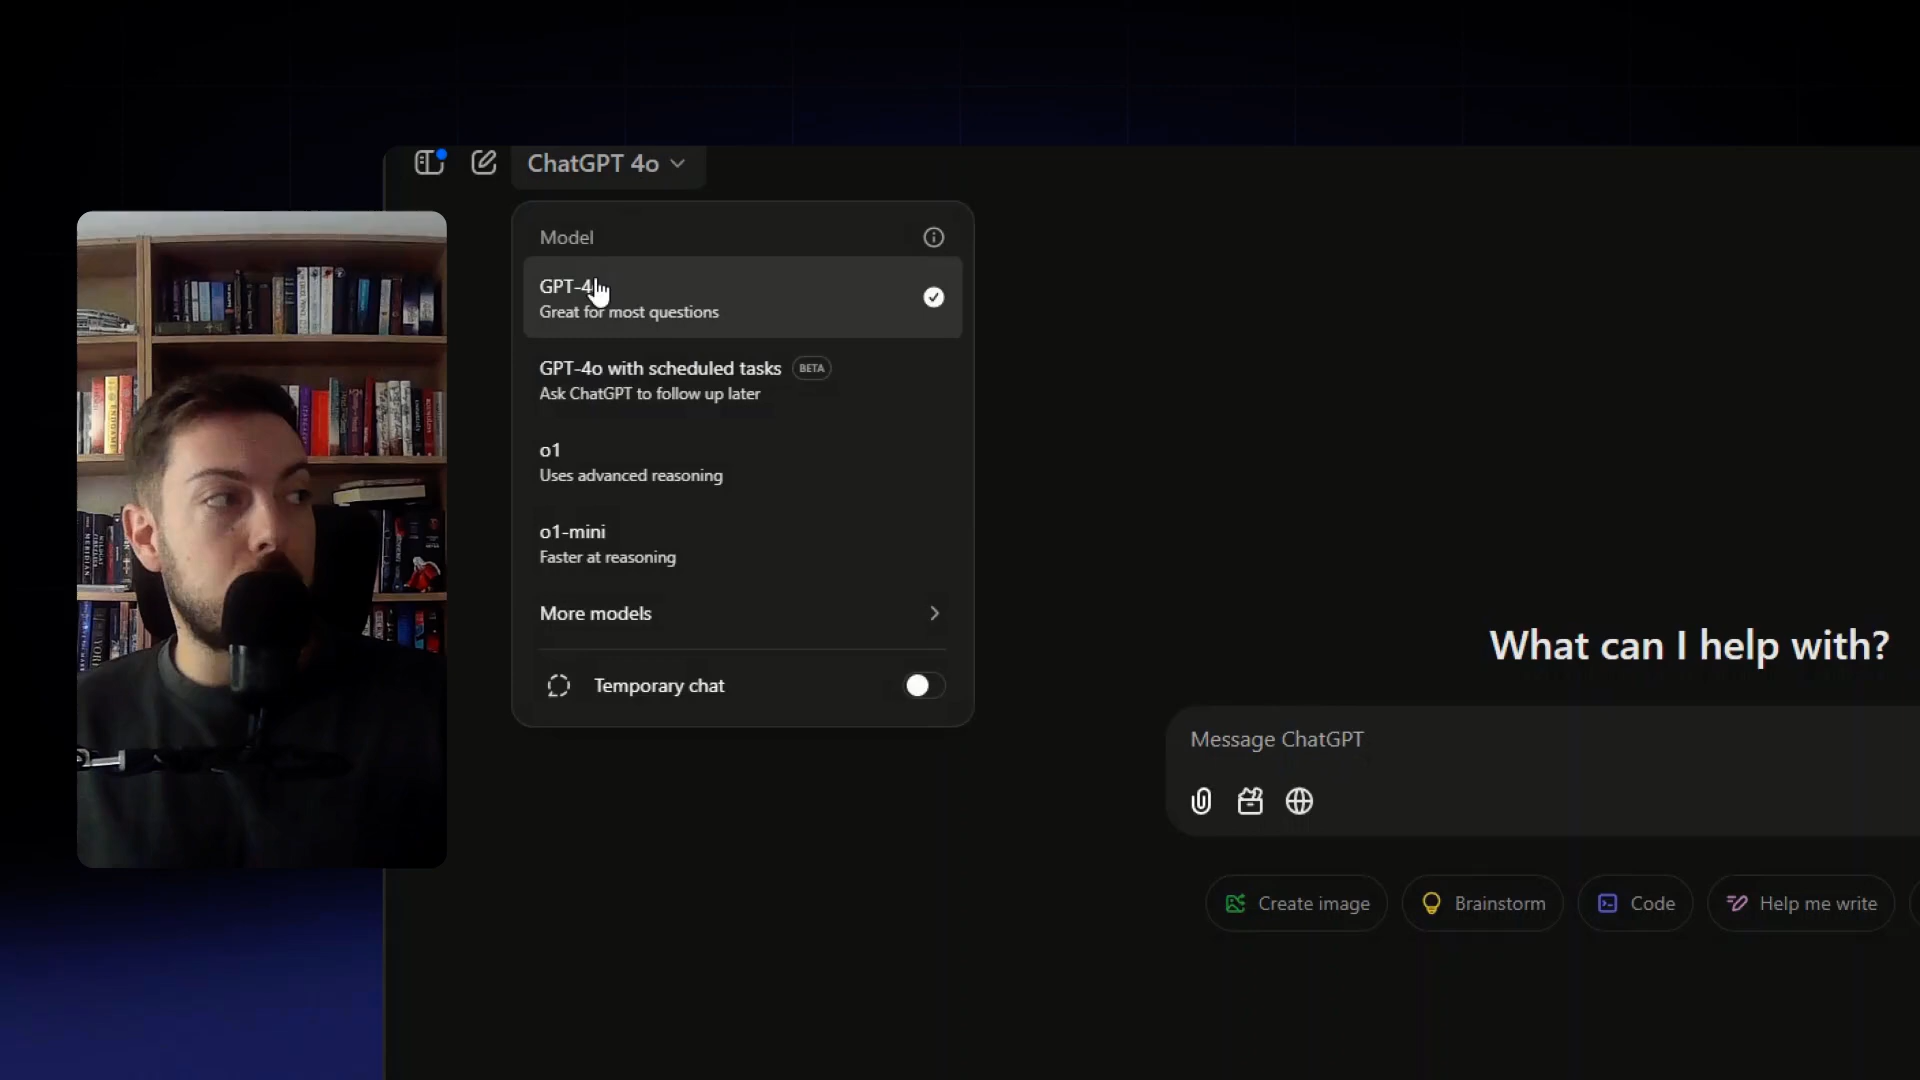 ChatGPT 4o
Model
GPT-4o
Great for most questions
GPT-4o with scheduled tasks BETA
Ask ChatGPT to follow up later
o1
Uses advanced reasoning
o1-mini
Faster at reasoning
More models
Temporary chat
What can I help with?
Message ChatGPT
Create image
Brainstorm
Code
Help me write